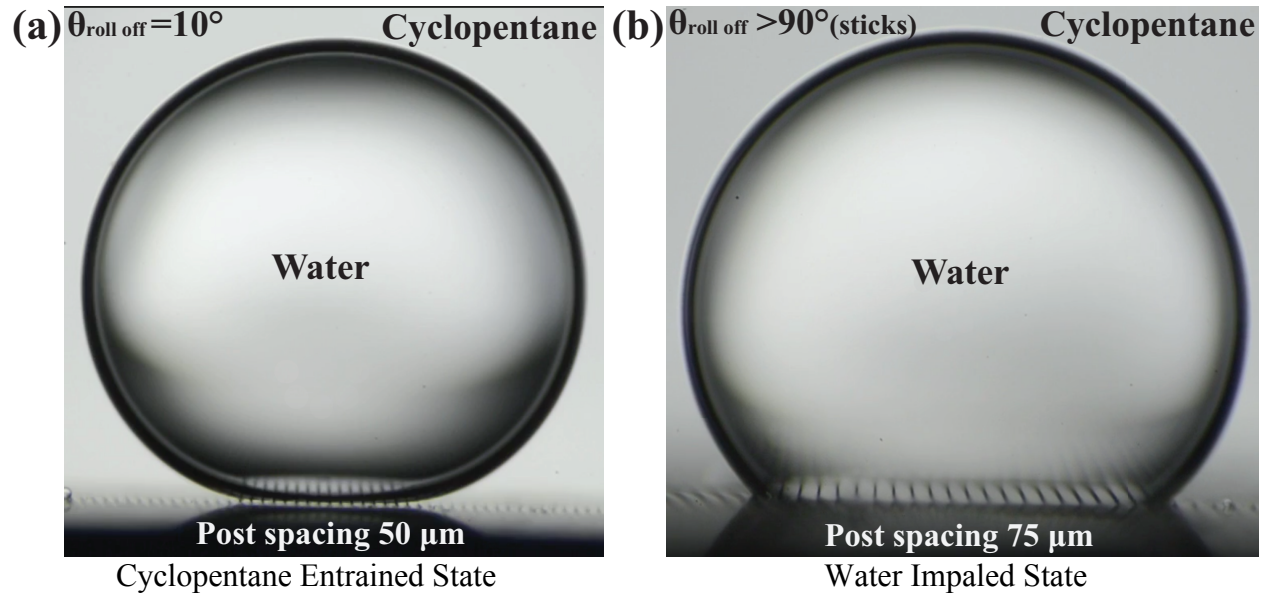 (a) θroll off =10° Cyclopentane
Water
Post spacing 50 μm
Cyclopentane Entrained State
(b) θroll off >90°(sticks) Cyclopentane
Water
Post spacing 75 μm
Water Impaled State